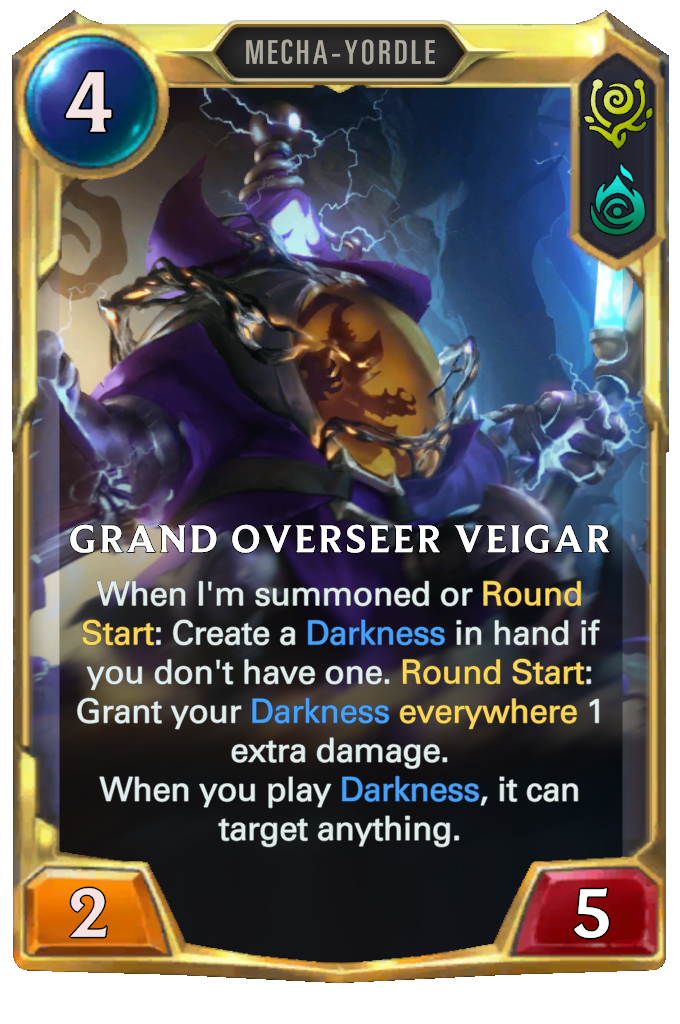 MECHA-YORDLE
4
GRAND OVERSEER VEIGAR
When I'm summoned or Round
Start: Create a Darkness in hand if
you don't have one. Round Start:
Grant your Darkness everywhere 1
extra damage.
When you play Darkness, it can
target anything.
2
5